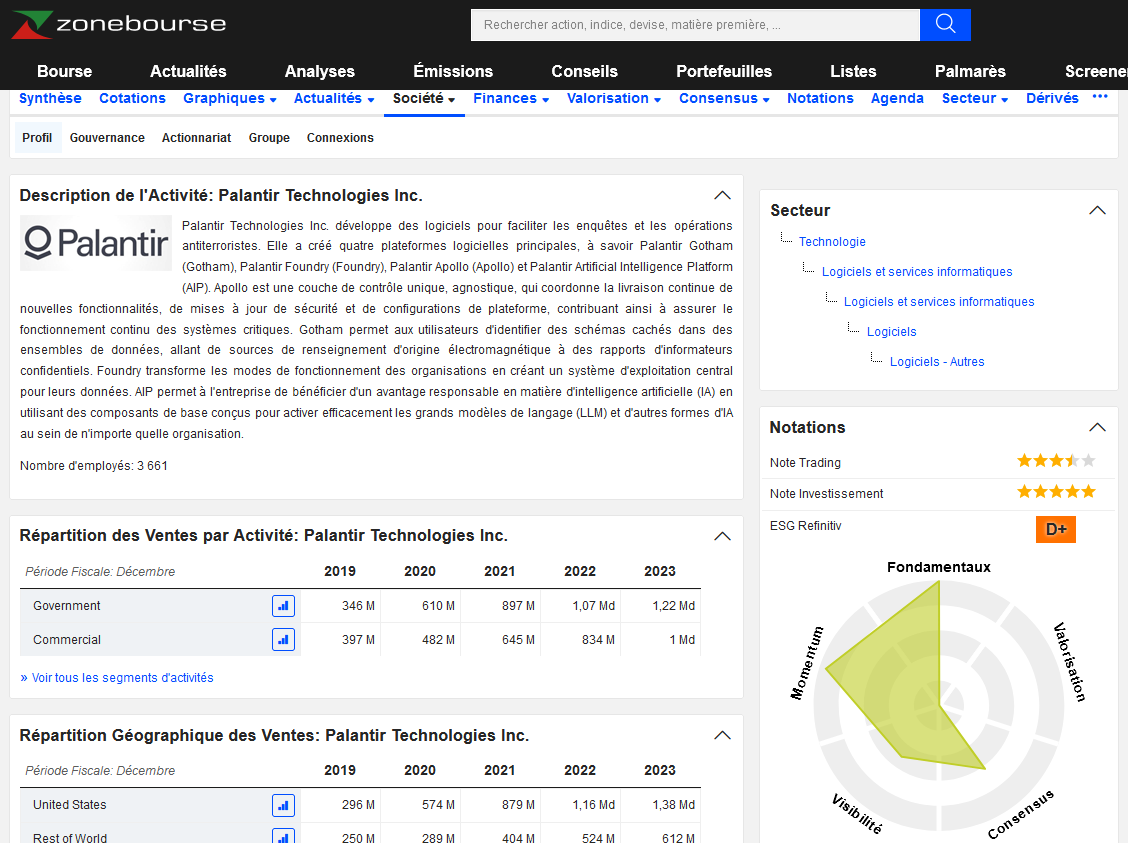 zonebourse
Rechercher action, indice, devise, matière première, ...
Bourse Actualités Analyses Émissions Conseils Portefeuilles Listes Palmarès Screene
Synthèse Cotations Graphiques Actualités Société Finances Valorisation Consensus Notations Agenda Secteur Dérivés ...
Profil Gouvernance Actionnariat Groupe Connexions
Description de l'Activité: Palantir Technologies Inc.
Palantir
Palantir Technologies Inc. développe des logiciels pour faciliter les enquêtes et les opérations
antiterroristes. Elle a créé quatre plateformes logicielles principales, à savoir Palantir Gotham
(Gotham), Palantir Foundry (Foundry), Palantir Apollo (Apollo) et Palantir Artificial Intelligence Platform
(AIP). Apollo est une couche de contrôle unique, agnostique, qui coordonne la livraison continue de
nouvelles fonctionnalités, de mises à jour de sécurité et de configurations de plateforme, contribuant ainsi à assurer le
fonctionnement continu des systèmes critiques. Gotham permet aux utilisateurs d'identifier des schémas cachés dans des
ensembles de données, allant de sources de renseignement d'origine électromagnétique à des rapports d'informateurs
confidentiels. Foundry transforme les modes de fonctionnement des organisations en créant un système d'exploitation central
pour leurs données. AIP permet à l'entreprise de bénéficier d'un avantage responsable en matière d'intelligence artificielle (IA) en
utilisant des composants de base conçus pour activer efficacement les grands modèles de langage (LLM) et d'autres formes d'IA
au sein de n'importe quelle organisation.
Nombre d'employés: 3 661
Répartition des Ventes par Activité: Palantir Technologies Inc.
Période Fiscale: Décembre 2019 2020 2021 2022 2023
Government 346 M 610 M 897 M 1,07 Md 1,22 Md
Commercial 397 M 482 M 645 M 834 M 1 Md
» Voir tous les segments d'activités
Répartition Géographique des Ventes: Palantir Technologies Inc.
Période Fiscale: Décembre 2019 2020 2021 2022 2023
United States 296 M 574 M 879 M 1,16 Md 1,38 Md
Rest of World 250 M 289 M 404 M 524 M 612 M
Secteur
Technologie
Logiciels et services informatiques
Logiciels et services informatiques
Logiciels
Logiciels - Autres
Notations
Note Trading
Note Investissement
ESG Refinitiv D+
Fondamentaux
Valorisation
Momentum
Visibilité
Consensus